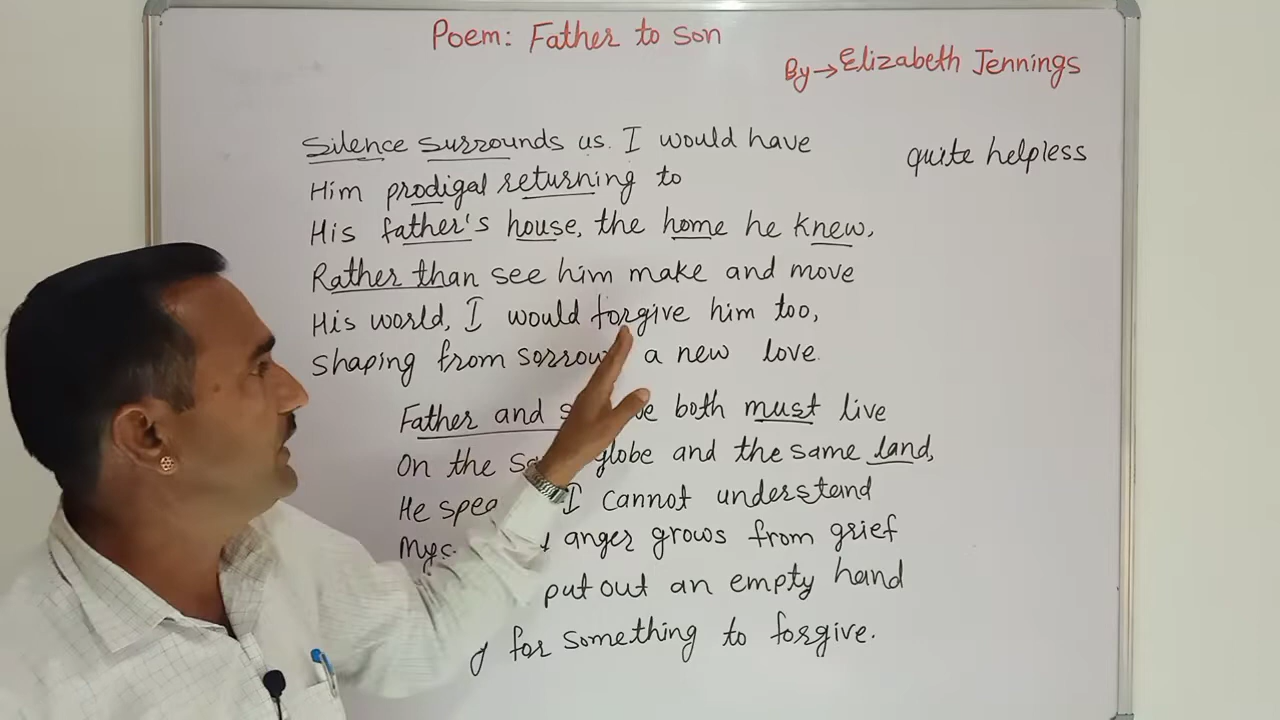 Poem: Father to son
By→Elizabeth Jennings
quite helpless
Silence surrounds us. I would have
Him prodigal returning to
His father's house, the home he knew,
Rather than see him make and move
His world, I would forgive him too,
Shaping from sorrow a new love.
Father and both must live
On the globe and the same land,
He I cannot understand
anger grows from grief
put out an empty hand
for something to forgive.